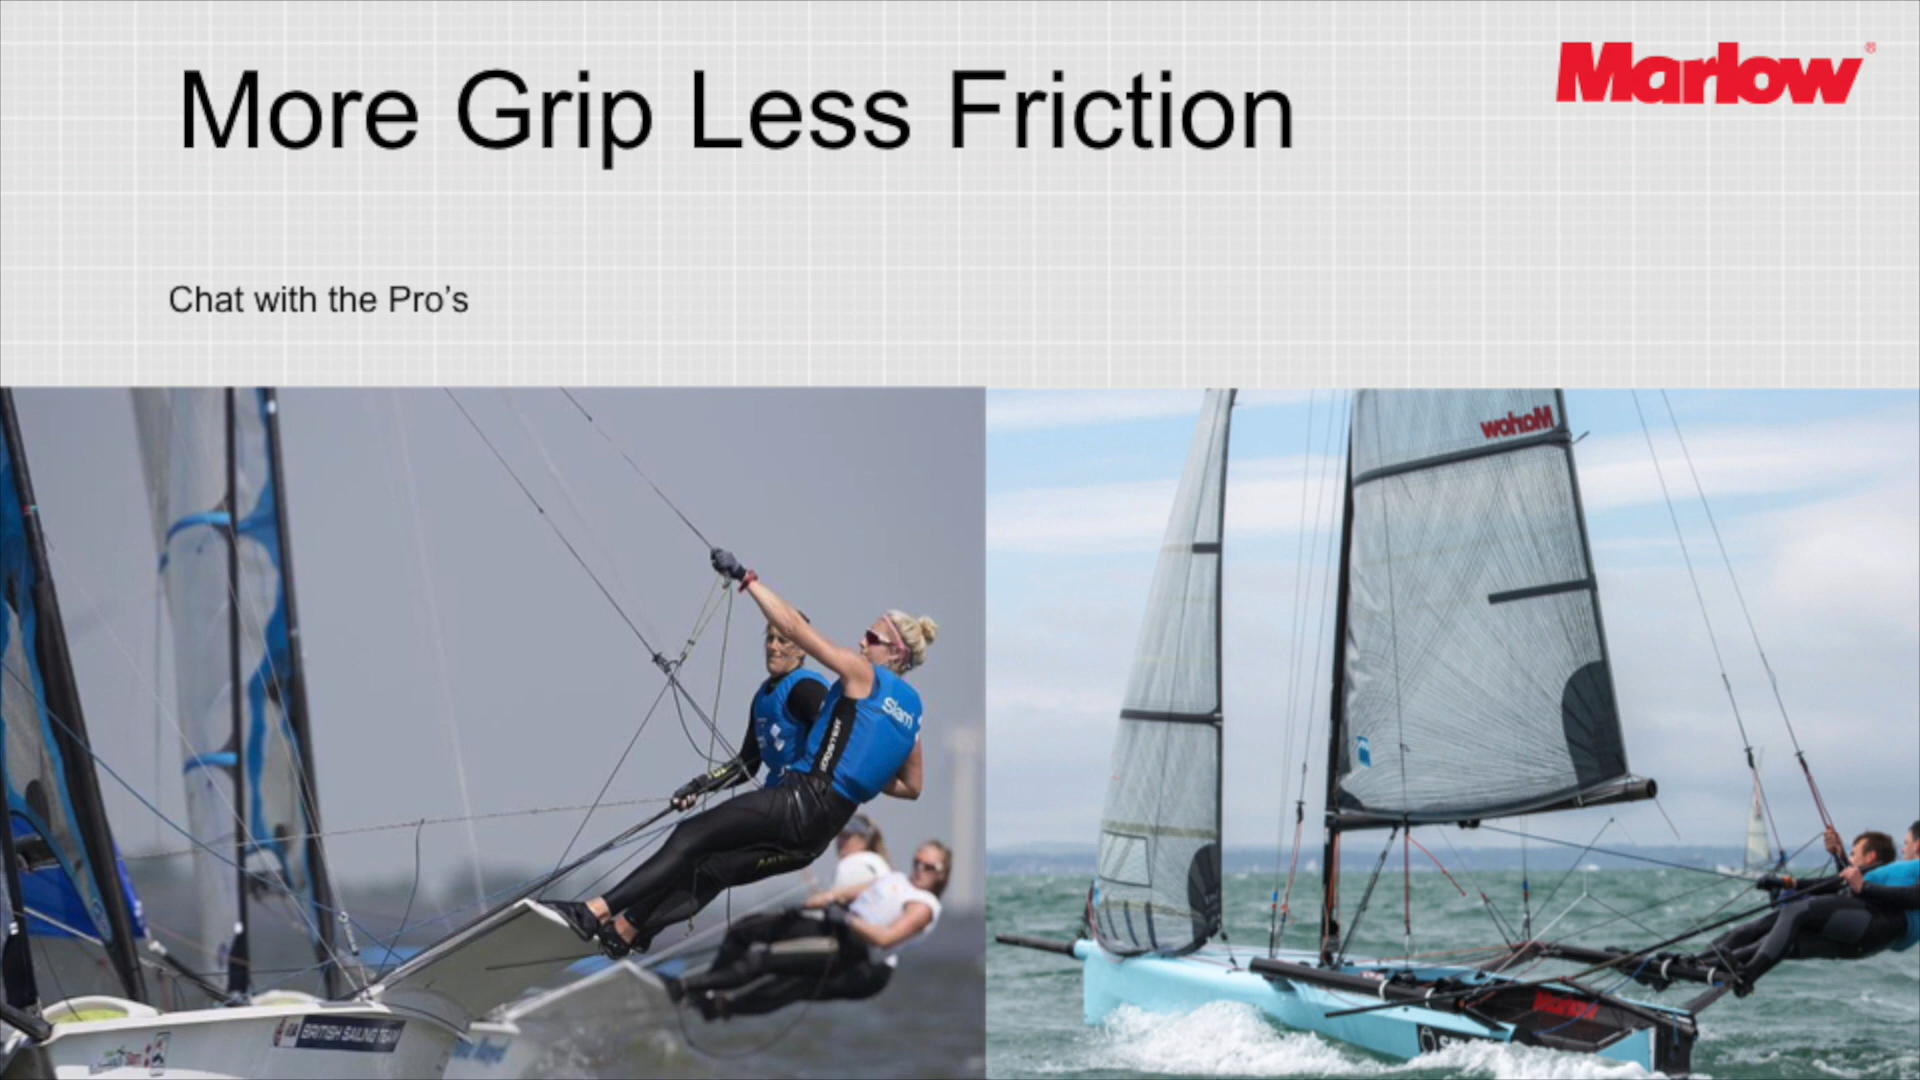 More Grip Less Friction
Marlow®
Chat with the Pro’s
Marlow
Slam
BRITISH SAILING TEAM
Marlow